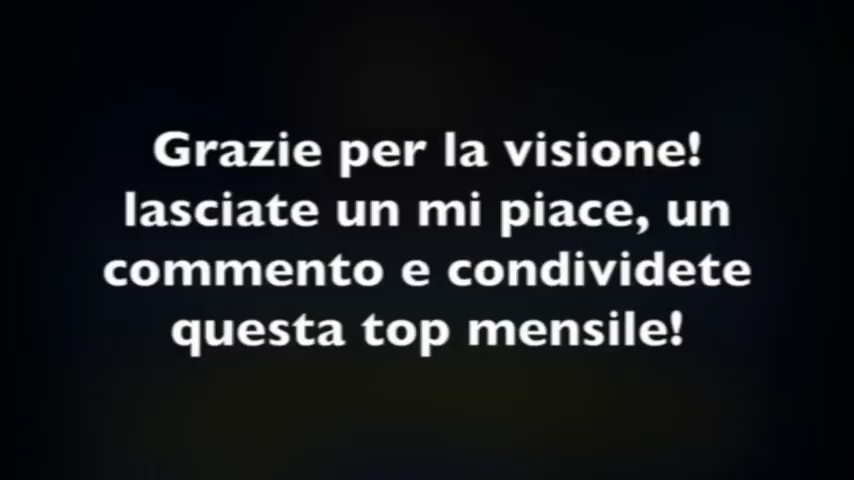 Grazie per la visione!
lasciate un mi piace, un
commento e condividete
questa top mensile!